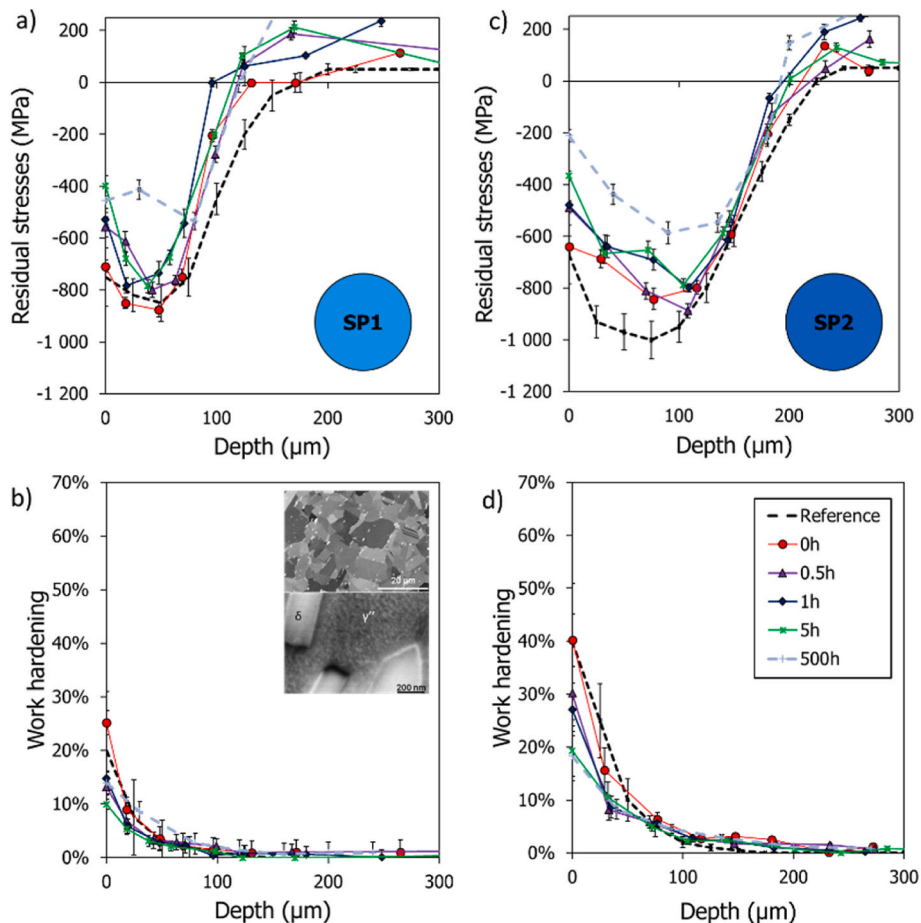 a)
200
0
-200
-400
-600
-800
-1 000
-1 200
Residual stresses (MPa)
SP1
0
100
200
300
Depth (µm)
c)
200
0
-200
-400
-600
-800
-1 000
-1 200
Residual stresses (MPa)
SP2
0
100
200
300
Depth (µm)
b)
70%
60%
50%
40%
30%
20%
10%
0%
Work hardening
20 µm
δ
γ′′
200 nm
0
100
200
300
Depth (µm)
d)
70%
60%
50%
40%
30%
20%
10%
0%
Work hardening
Reference
0h
0.5h
1h
5h
500h
0
100
200
300
Depth (µm)